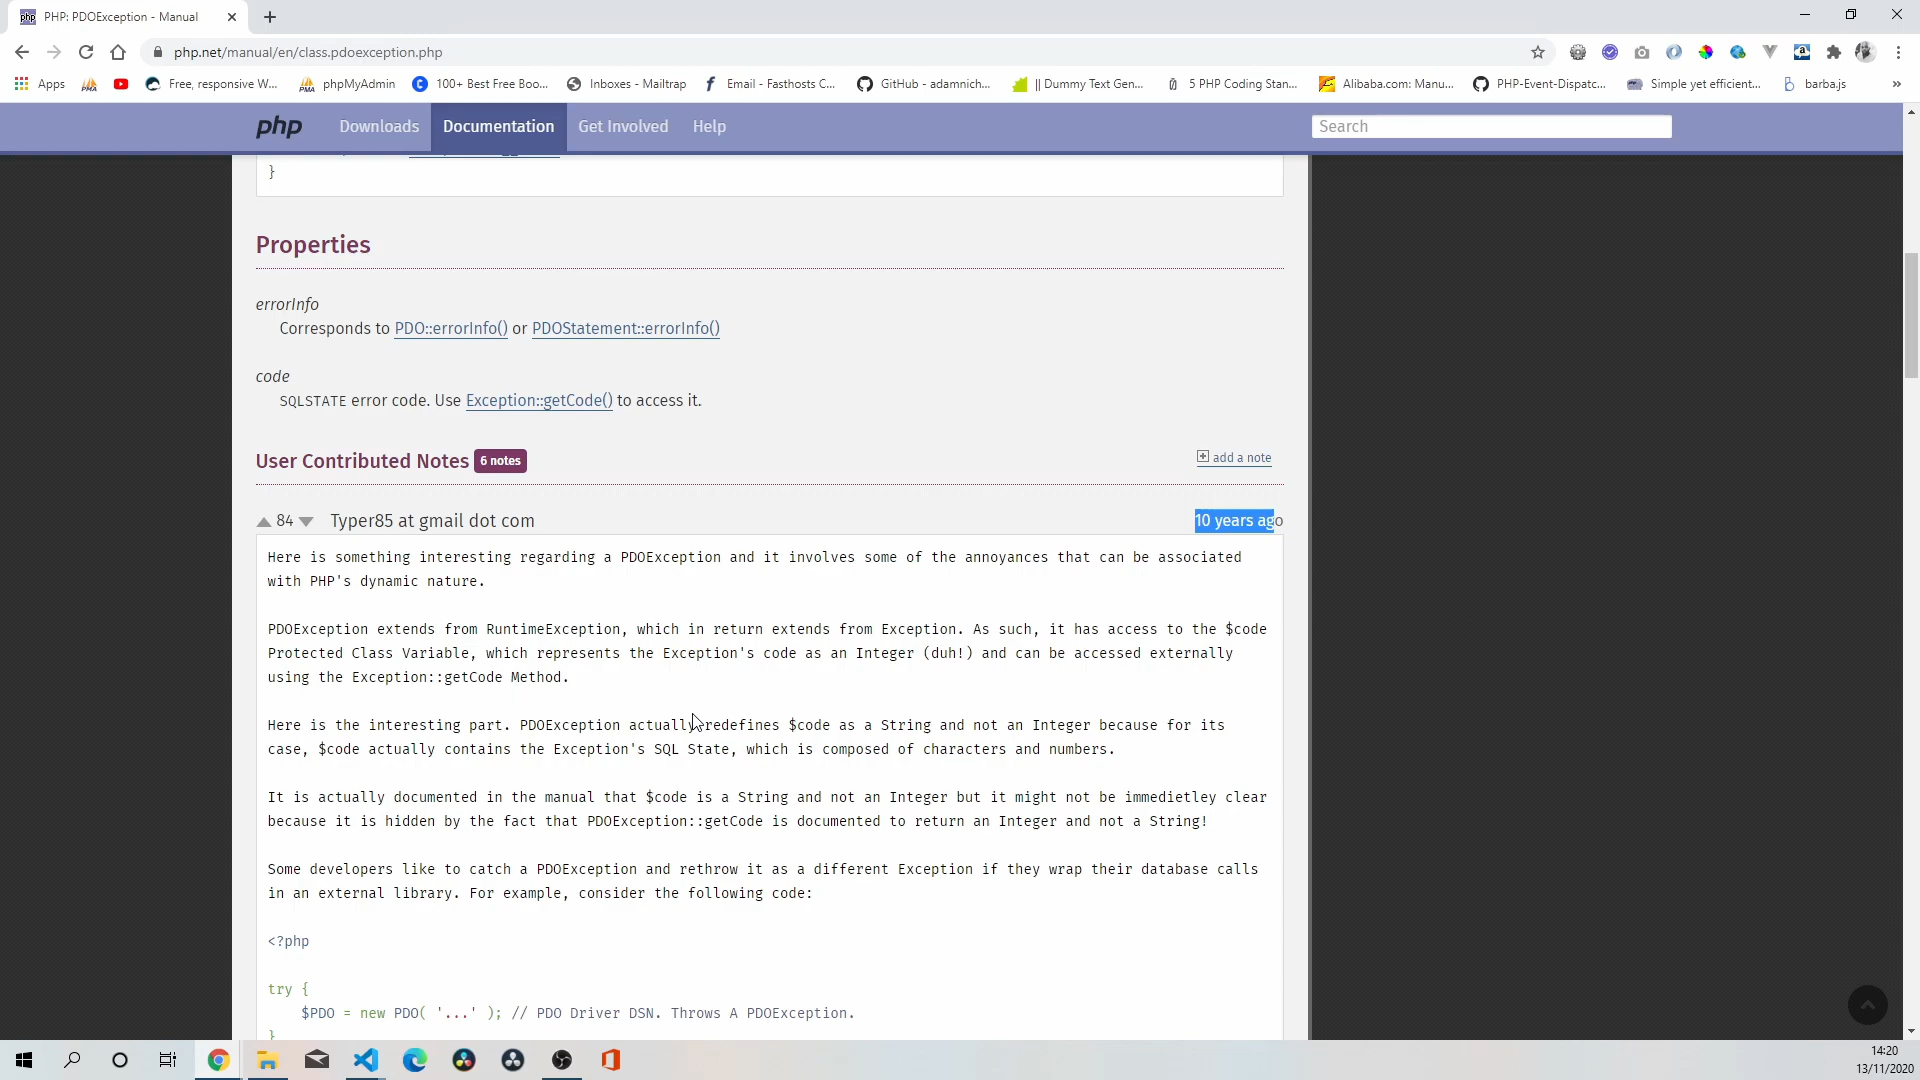 php PHP: PDOException - Manual
php.net/manual/en/class.pdoexception.php
Apps PMA Free, responsive W... PMA phpMyAdmin 100+ Best Free Boo... Inboxes - Mailtrap Email - Fasthosts C... GitHub - adamnich... || Dummy Text Gen... 5 PHP Coding Stan... Alibaba.com: Manu... PHP-Event-Dispatc... Simple yet efficient... barba.js »
php Downloads Documentation Get Involved Help Search
}
Properties
errorInfo
Corresponds to PDO::errorInfo() or PDOStatement::errorInfo()
code
SQLSTATE error code. Use Exception::getCode() to access it.
User Contributed Notes 6 notes add a note
84 Typer85 at gmail dot com 10 years ago
Here is something interesting regarding a PDOException and it involves some of the annoyances that can be associated
with PHP's dynamic nature.
PDOException extends from RuntimeException, which in return extends from Exception. As such, it has access to the $code
Protected Class Variable, which represents the Exception's code as an Integer (duh!) and can be accessed externally
using the Exception::getCode Method.
Here is the interesting part. PDOException actually redefines $code as a String and not an Integer because for its
case, $code actually contains the Exception's SQL State, which is composed of characters and numbers.
It is actually documented in the manual that $code is a String and not an Integer but it might not be immedietley clear
because it is hidden by the fact that PDOException::getCode is documented to return an Integer and not a String!
Some developers like to catch a PDOException and rethrow it as a different Exception if they wrap their database calls
in an external library. For example, consider the following code:
<?php
try {
$PDO = new PDO( '...' ); // PDO Driver DSN. Throws A PDOException.
}
14:20
13/11/2020